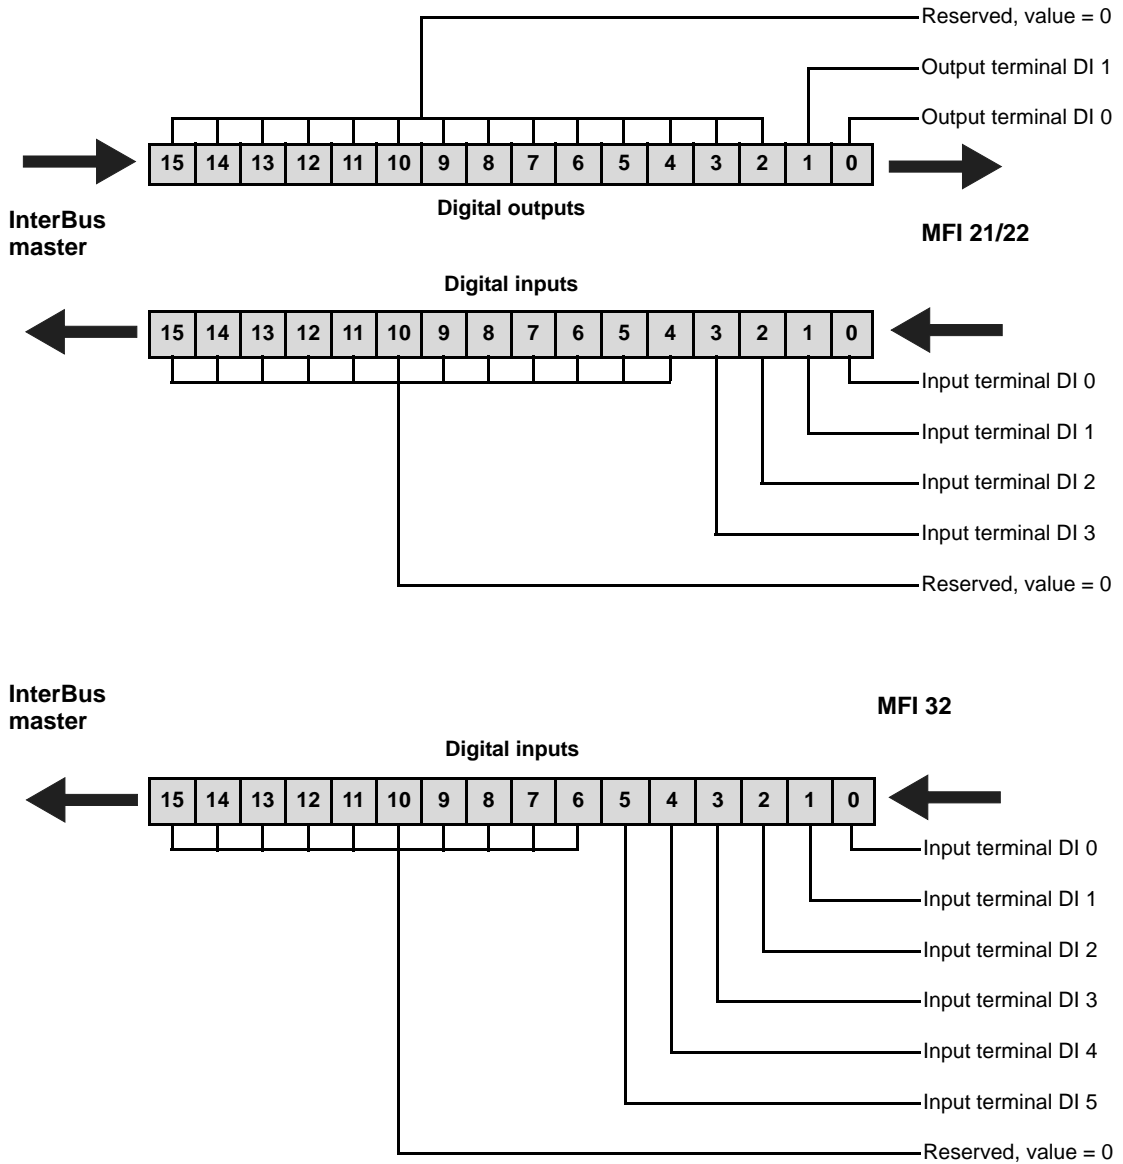 Reserved, value = 0
Output terminal DI 1
Output terminal DI 0
15 14 13 12 11 10 9 8 7 6 5 4 3 2 1 0
Digital outputs
InterBus
master
MFI 21/22
Digital inputs
15 14 13 12 11 10 9 8 7 6 5 4 3 2 1 0
Input terminal DI 0
Input terminal DI 1
Input terminal DI 2
Input terminal DI 3
Reserved, value = 0
InterBus
master
MFI 32
Digital inputs
15 14 13 12 11 10 9 8 7 6 5 4 3 2 1 0
Input terminal DI 0
Input terminal DI 1
Input terminal DI 2
Input terminal DI 3
Input terminal DI 4
Input terminal DI 5
Reserved, value = 0